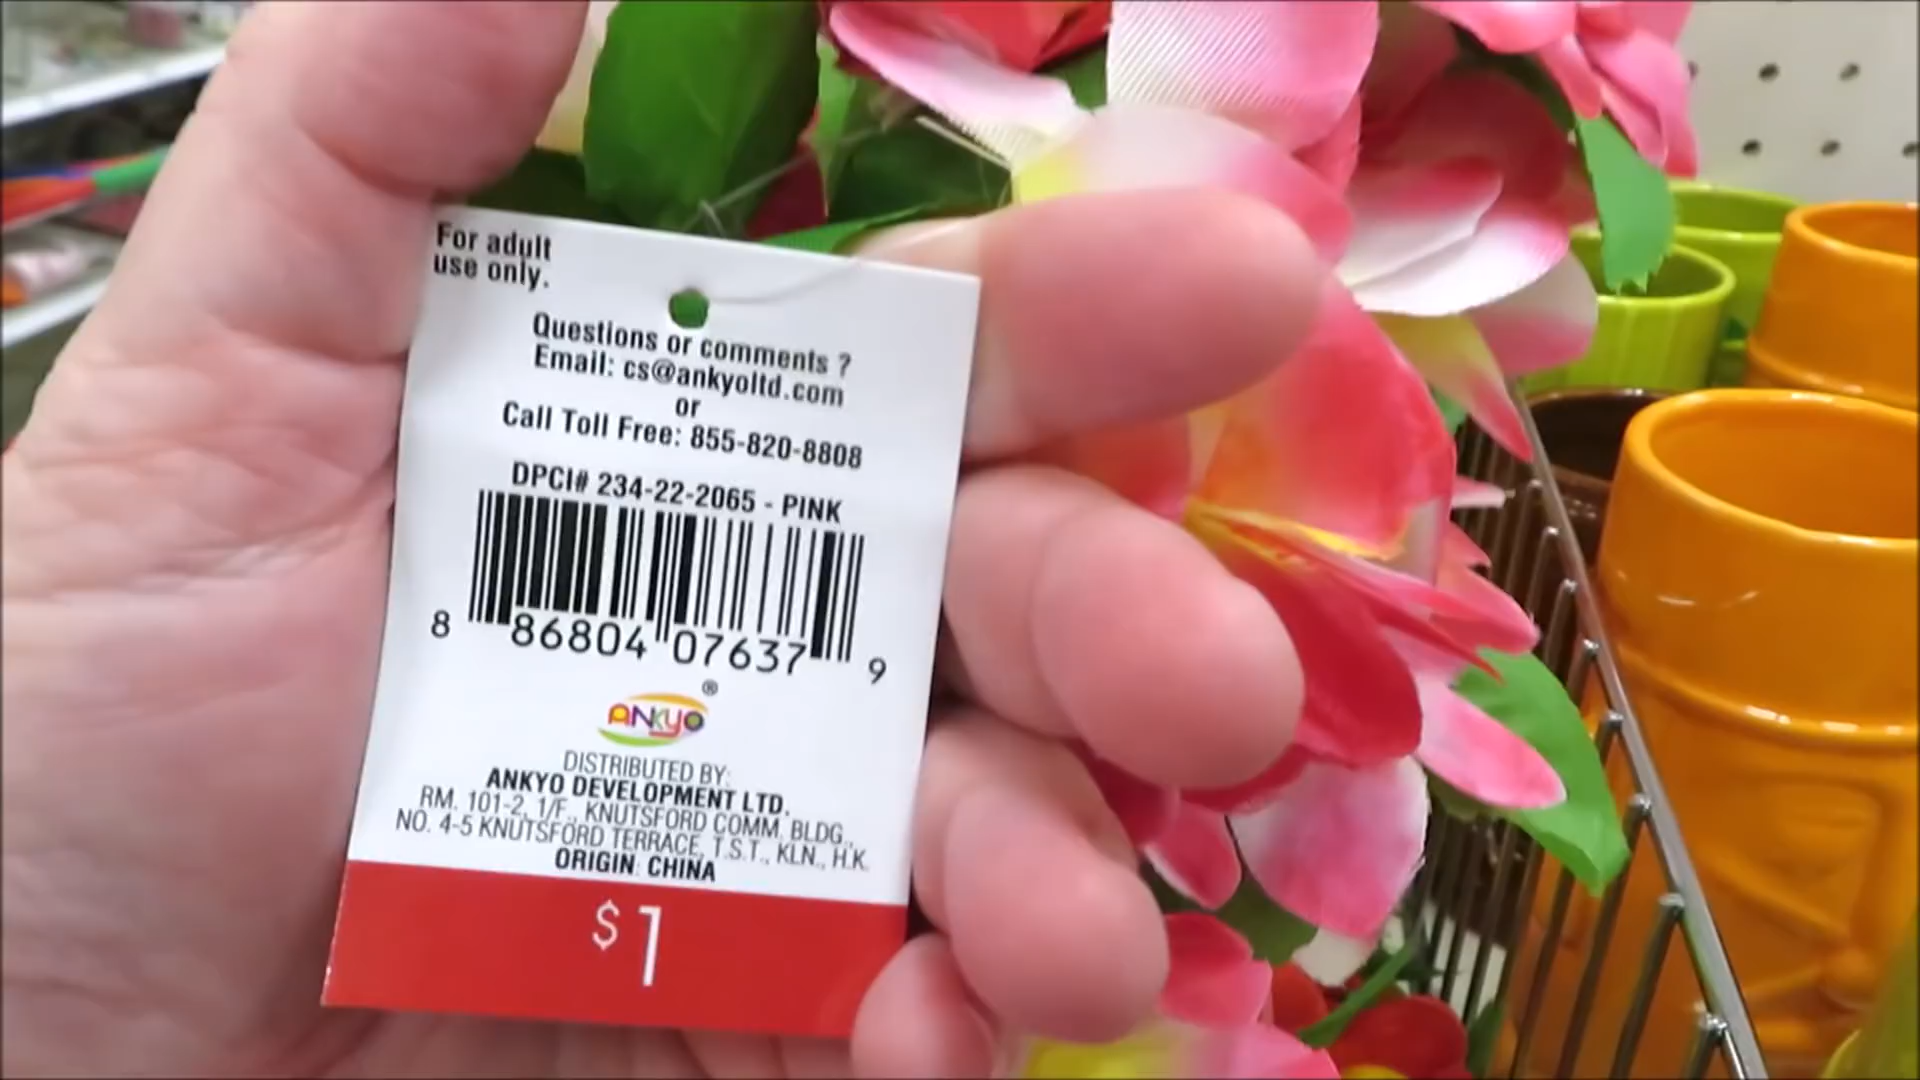 For adult
use only.
Questions or comments ?
Email: cs@ankyoltd.com
or
Call Toll Free: 855-820-8808
DPCI# 234-22-2065 - PINK
8 86804 07637 9
ANKYO ®
DISTRIBUTED BY:
ANKYO DEVELOPMENT LTD.
RM. 101-2, 1/F., KNUTSFORD COMM. BLDG.,
NO. 4-5 KNUTSFORD TERRACE, T.S.T., KLN., H.K.
ORIGIN: CHINA
$1